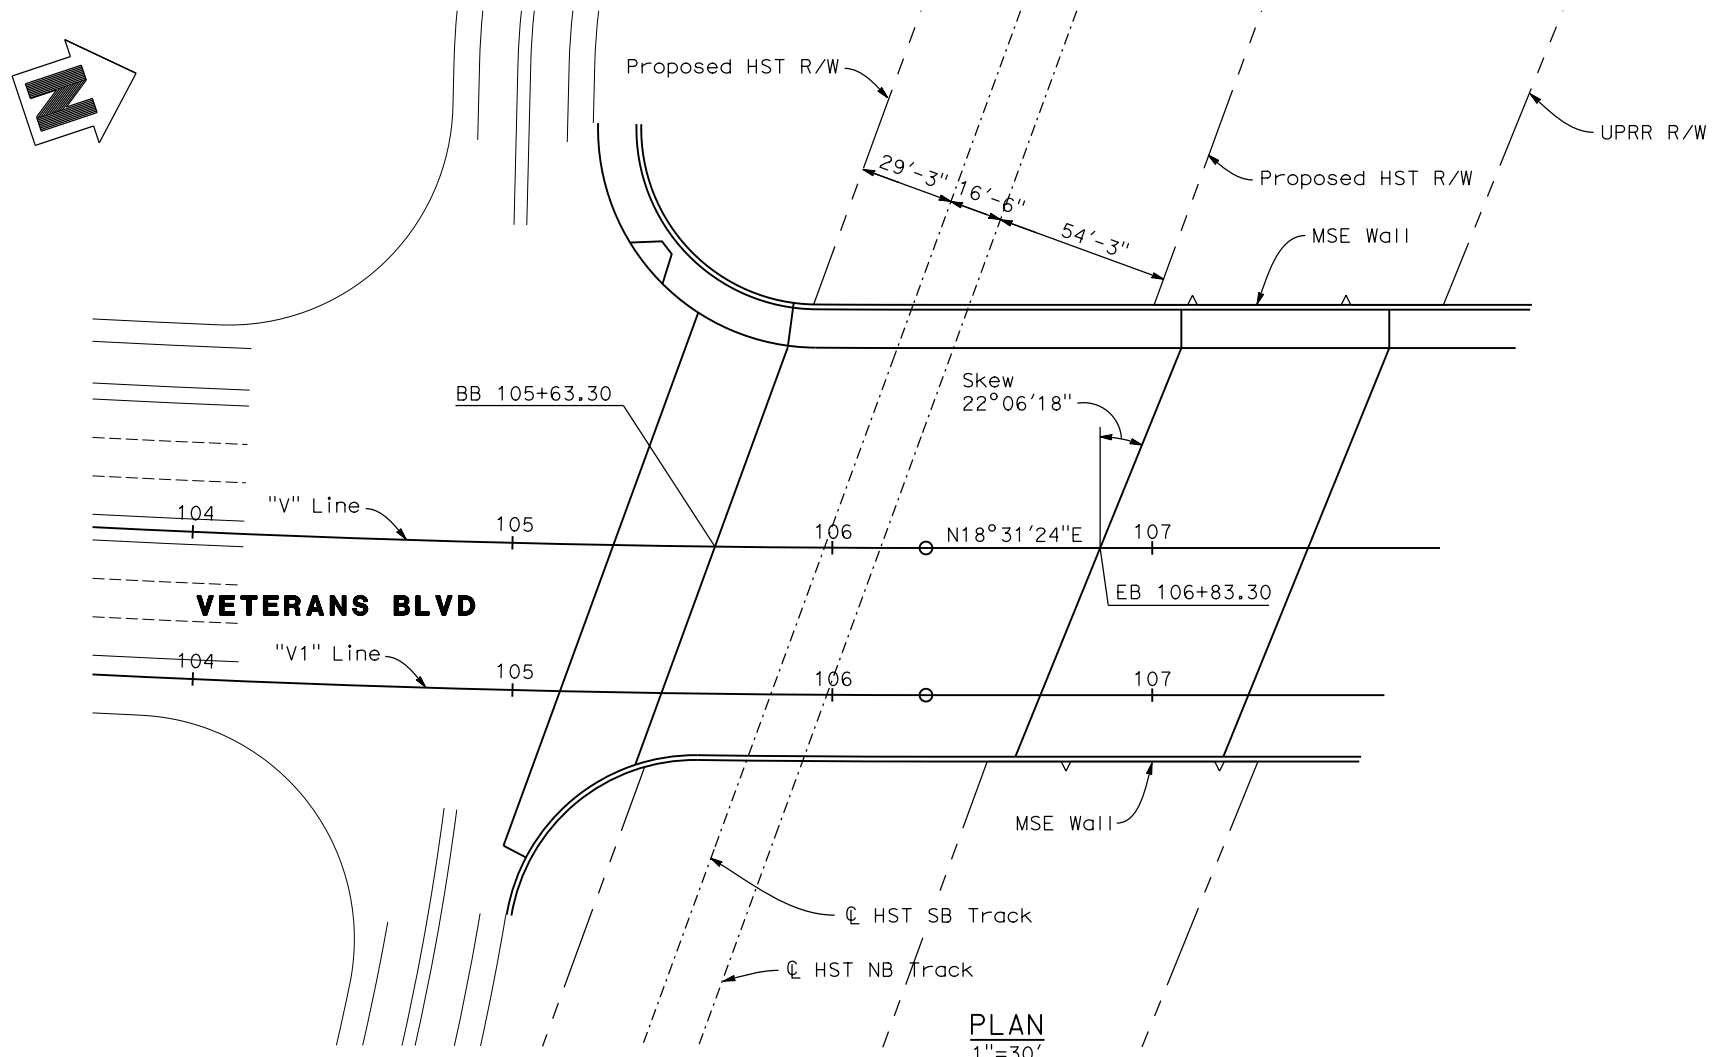 N
Proposed HST R/W
UPRR R/W
29'-3" 16'-6"
Proposed HST R/W
54'-3"
MSE Wall
Skew
22°06'18"
BB 105+63.30
"V" Line
104
105
106
N18°31'24"E
107
EB 106+83.30
VETERANS BLVD
"V1" Line
104
105
106
107
MSE Wall
℄ HST SB Track
℄ HST NB Track
PLAN
1"=30'